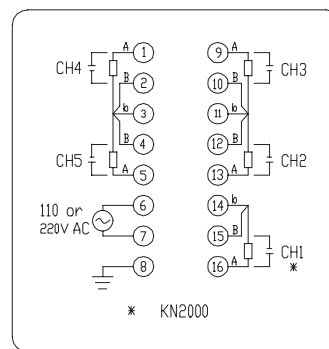 A 1 9 A
CH4 CH3
B 2 10 B
b 3 11 b
B 4 12 B
CH5 CH2
A 5 13 A
110 or 6 14 b
220V AC 7 15 B
CH1
8 16 A *
* KN2000